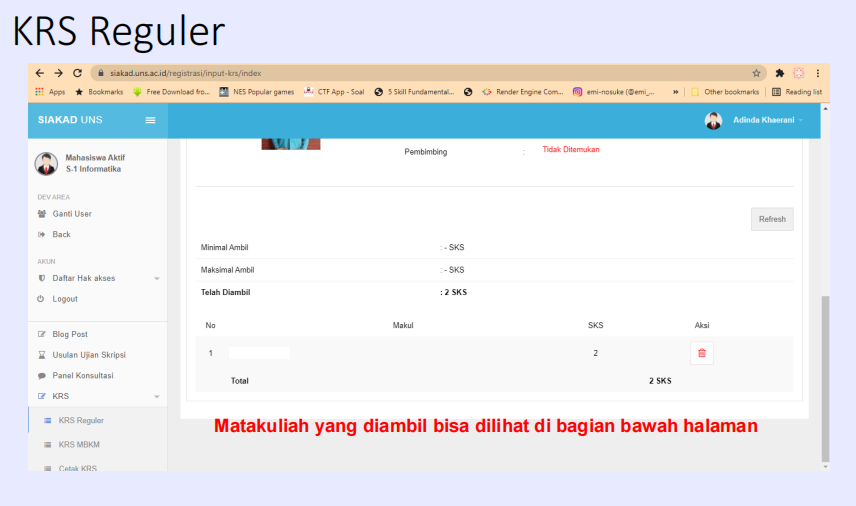 KRS Reguler
siakad.uns.ac.id/registrasi/input-krs/index
Apps Bookmarks Free Download fro... NES Popular games CTF App - Soal 5 Skill Fundamental... Render Engine Com... emi-nosuke (@emi_... » Other bookmarks Reading list
SIAKAD UNS
Adinda Khaerani
Mahasiswa Aktif
S-1 Informatika
Pembimbing : Tidak Ditemukan
DEV AREA
Ganti User
Back
AKUN
Daftar Hak akses
Logout
Blog Post
Usulan Ujian Skripsi
Panel Konsultasi
KRS
KRS Reguler
KRS MBKM
Cetak KRS
Refresh
Minimal Ambil : - SKS
Maksimal Ambil : - SKS
Telah Diambil : 2 SKS
No Makul SKS Aksi
1 2
Total 2 SKS
Matakuliah yang diambil bisa dilihat di bagian bawah halaman